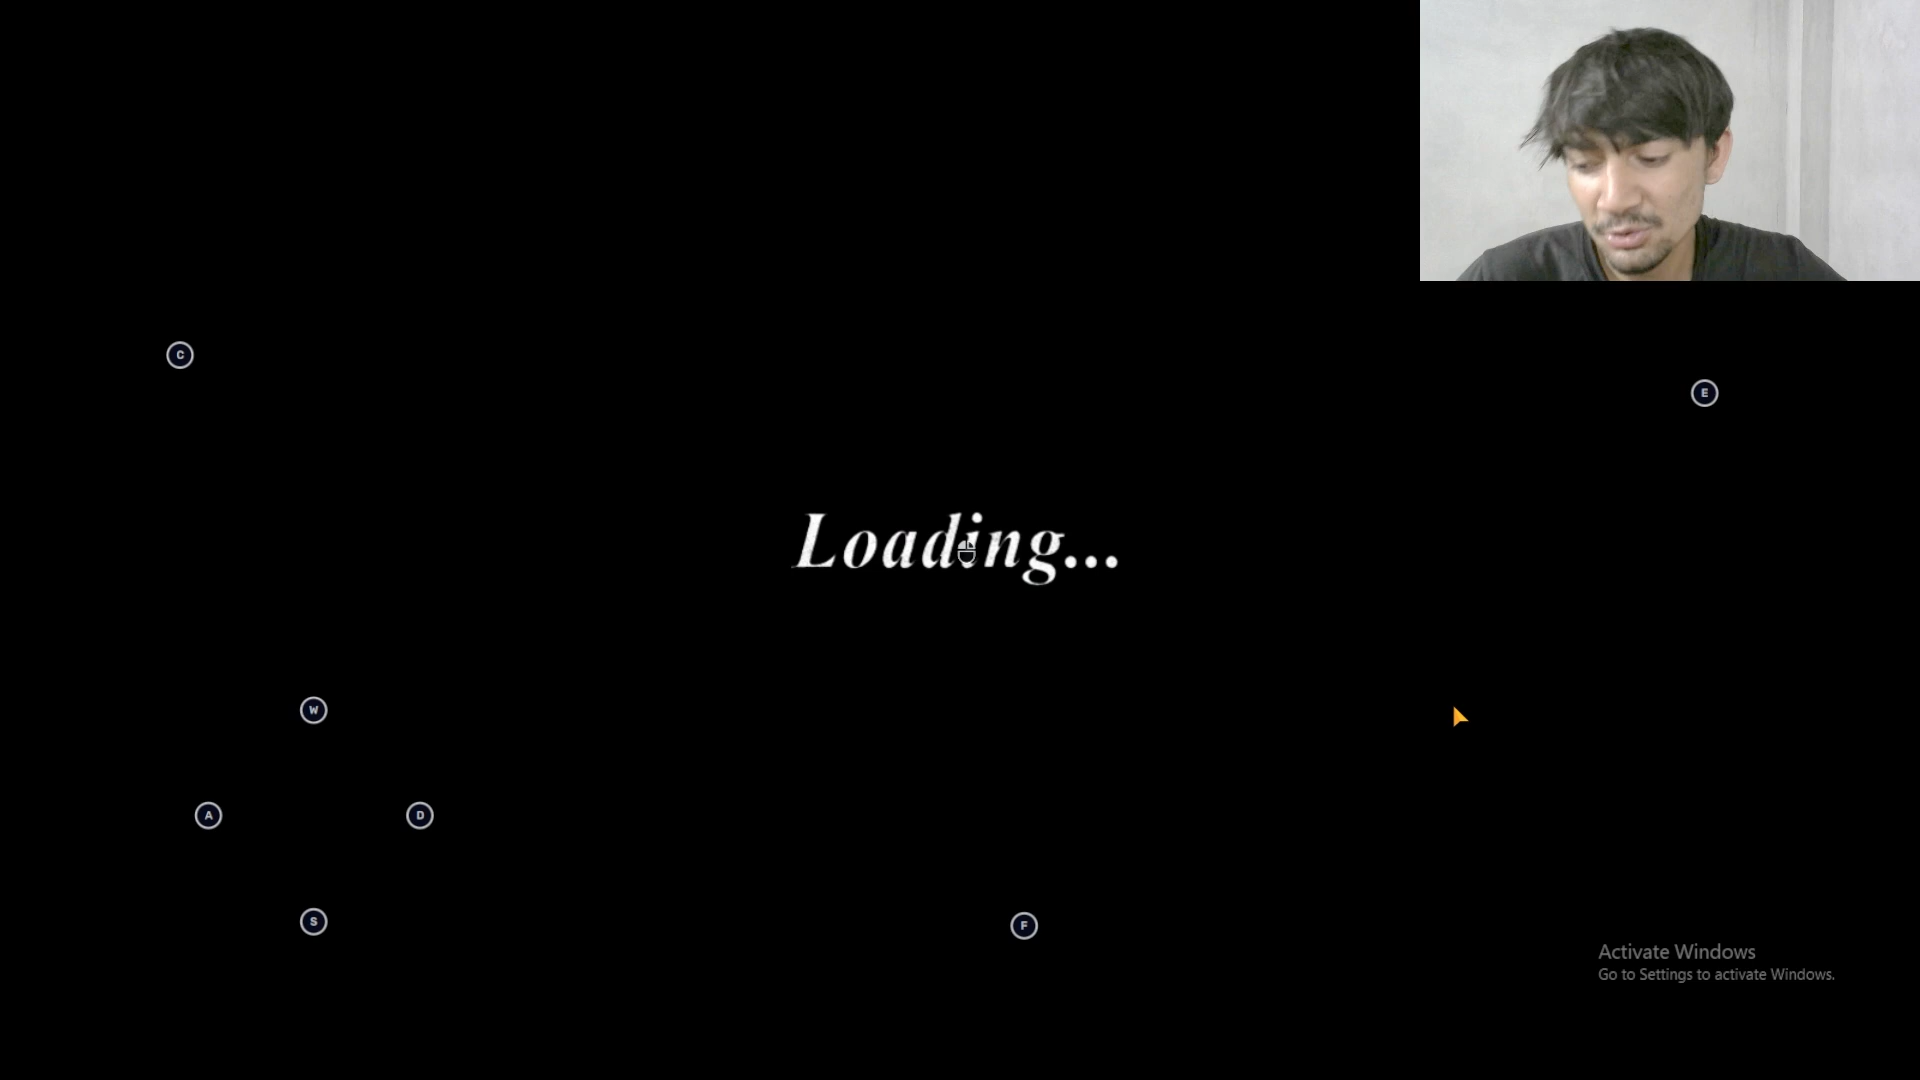 C
E
Loading...
W
A
D
S
F
Activate Windows
Go to Settings to activate Windows.